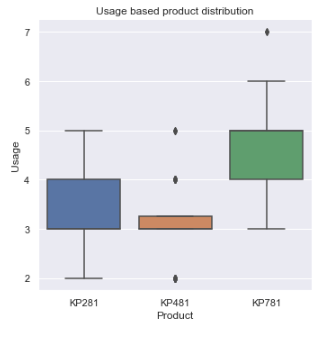 Usage based product distribution
7
6
5
4
3
2
Usage
KP281 KP481 KP781
Product